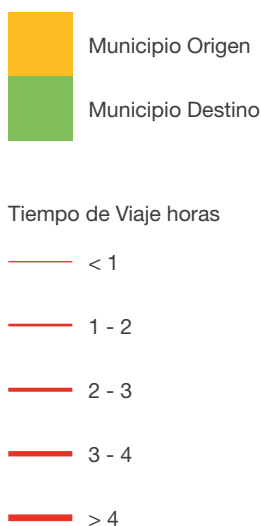 Municipio Origen
Municipio Destino
Tiempo de Viaje horas
< 1
1 - 2
2 - 3
3 - 4
> 4